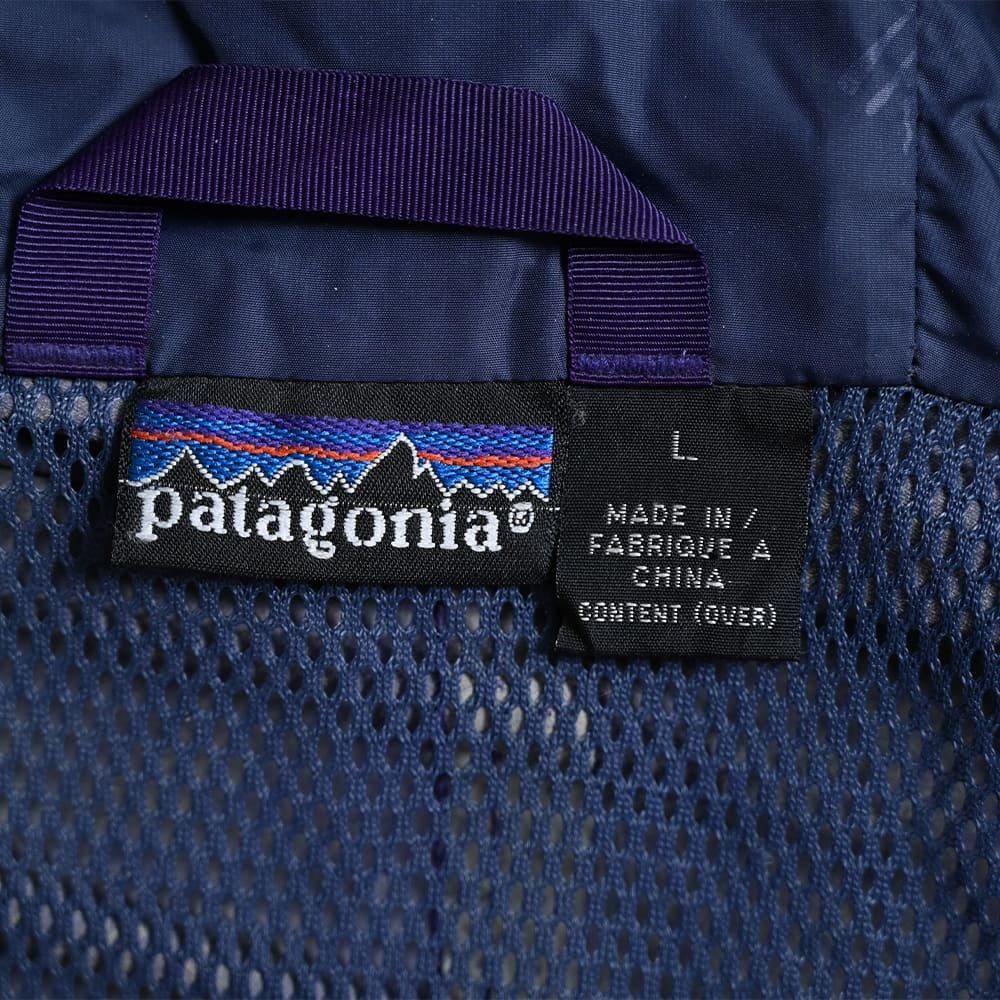 patagonia®
L
MADE IN /
FABRIQUE A
CHINA
CONTENT (OVER)